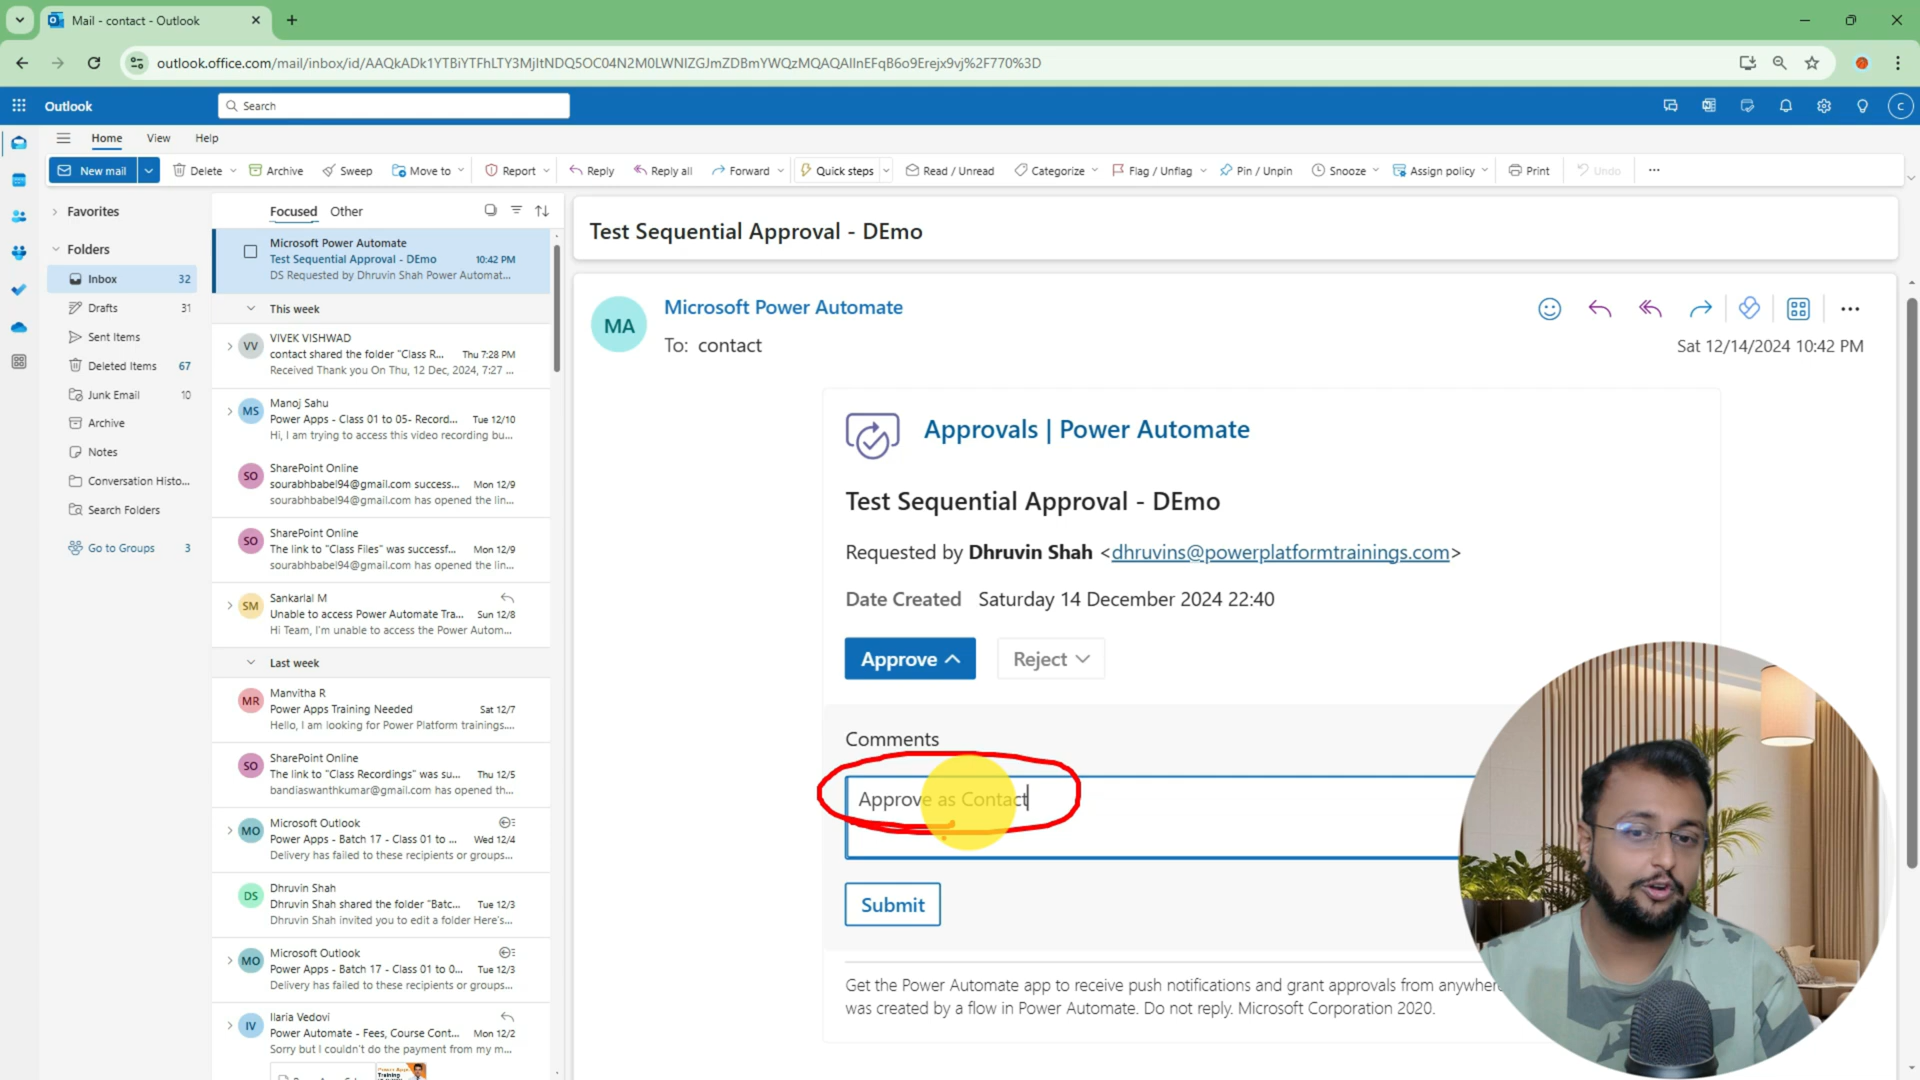 Mail - contact - Outlook
outlook.office.com/mail/inbox/id/AAQkADk1YTBiYTFhLTY3MjItNDQ5OC04N2M0LWNlZGJmZDBmYWQzMQAQAIlnEFqB6o9Erejx9vj%2F770%3D
Outlook
Search
C
Home View Help
New mail Delete Archive Sweep Move to Report Reply Reply all Forward Quick steps Read / Unread Categorize Flag / Unflag Pin / Unpin Snooze Assign policy Print Undo
Favorites
Folders
Inbox 32
Drafts 31
Sent Items
Deleted Items 67
Junk Email 10
Archive
Notes
Conversation Histo...
Search Folders
Go to Groups 3
Focused Other
Microsoft Power Automate
Test Sequential Approval - DEmo 10:42 PM
DS Requested by Dhruvin Shah Power Automat...
This week
VV
VIVEK VISHWAD
contact shared the folder "Class R... Thu 7:28 PM
Received Thank you On Thu, 12 Dec, 2024, 7:27 ...
MS
Manoj Sahu
Power Apps - Class 01 to 05- Record... Tue 12/10
Hi, I am trying to access this video recording bu...
SO
SharePoint Online
sourabhbabel94@gmail.com success... Mon 12/9
sourabhbabel94@gmail.com has opened the lin...
SO
SharePoint Online
The link to "Class Files" was successf... Mon 12/9
sourabhbabel94@gmail.com has opened the lin...
SM
Sankarlal M
Unable to access Power Automate Tra... Sun 12/8
Hi Team, I'm unable to access the Power Autom...
Last week
MR
Manvitha R
Power Apps Training Needed Sat 12/7
Hello, I am looking for Power Platform trainings....
SO
SharePoint Online
The link to "Class Recordings" was su... Thu 12/5
bandiaswanthkumar@gmail.com has opened th...
MO
Microsoft Outlook
Power Apps - Batch 17 - Class 01 to ... Wed 12/4
Delivery has failed to these recipients or groups...
DS
Dhruvin Shah
Dhruvin Shah shared the folder "Batc... Tue 12/3
Dhruvin Shah invited you to edit a folder Here's...
MO
Microsoft Outlook
Power Apps - Batch 17 - Class 01 to 0... Tue 12/3
Delivery has failed to these recipients or groups...
IV
Ilaria Vedovi
Power Automate - Fees, Course Cont... Mon 12/2
Sorry but I couldn't do the payment from my m...
Training
Test Sequential Approval - DEmo
MA
Microsoft Power Automate
To: contact
Sat 12/14/2024 10:42 PM
Approvals | Power Automate
Test Sequential Approval - DEmo
Requested by Dhruvin Shah <dhruvins@powerplatformtrainings.com>
Date Created Saturday 14 December 2024 22:40
Approve Reject
Comments
Approve as Contact
Submit
Get the Power Automate app to receive push notifications and grant approvals from anywher
was created by a flow in Power Automate. Do not reply. Microsoft Corporation 2020.